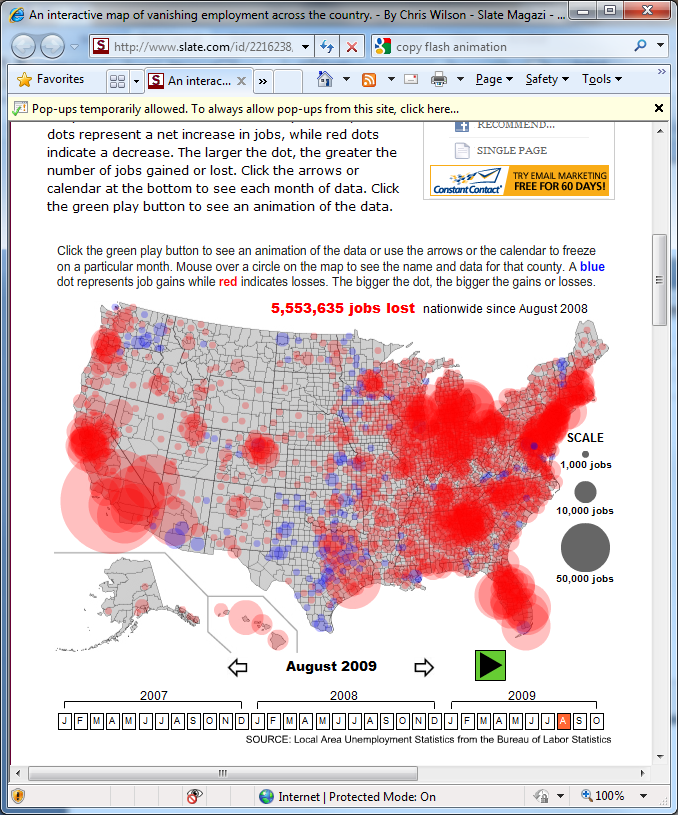 An interactive map of vanishing employment across the country. - By Chris Wilson - Slate Magazi - ...
http://www.slate.com/id/2216238,
copy flash animation
Favorites
An interac...
Page
Safety
Tools
Pop-ups temporarily allowed. To always allow pop-ups from this site, click here...
dots represent a net increase in jobs, while red dots
indicate a decrease. The larger the dot, the greater the
number of jobs gained or lost. Click the arrows or
calendar at the bottom to see each month of data. Click
the green play button to see an animation of the data.
RECOMMEND...
SINGLE PAGE
Constant Contact
TRY EMAIL MARKETING
FREE FOR 60 DAYS!
Click the green play button to see an animation of the data or use the arrows or the calendar to freeze
on a particular month. Mouse over a circle on the map to see the name and data for that county. A blue
dot represents job gains while red indicates losses. The bigger the dot, the bigger the gains or losses.
5,553,635 jobs lost nationwide since August 2008
SCALE
1,000 jobs
10,000 jobs
50,000 jobs
August 2009
2007 2008 2009
J F M A M J J A S O N D J F M A M J J A S O N D J F M A M J J A S O
SOURCE: Local Area Unemployment Statistics from the Bureau of Labor Statistics
Internet | Protected Mode: On
100%